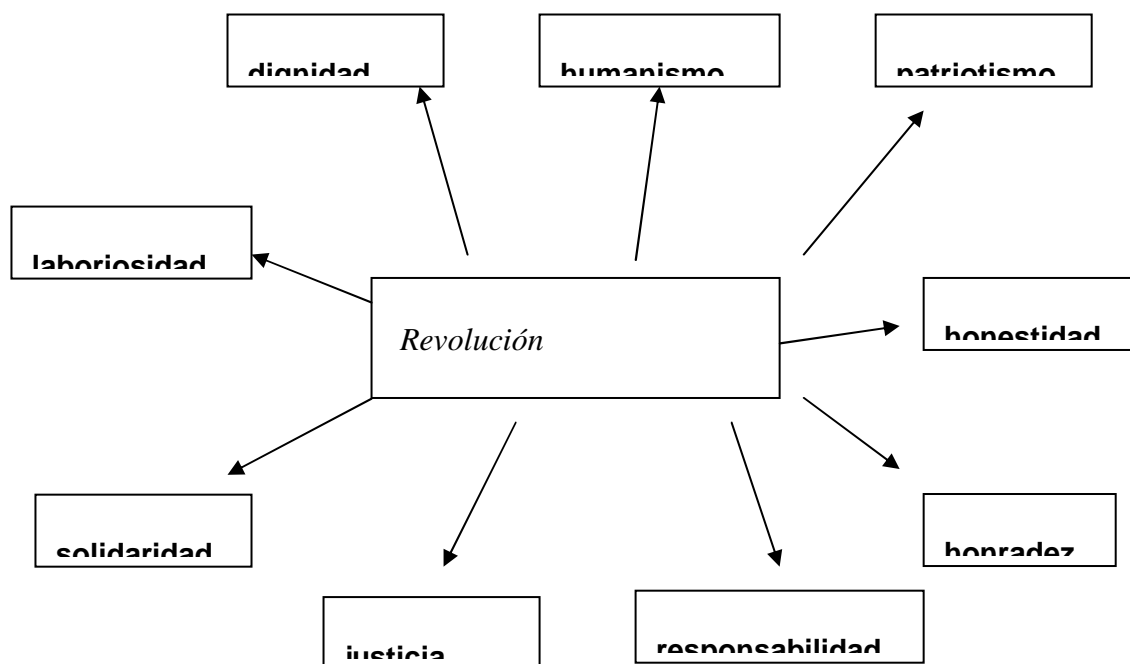 dignidad
humanismo
patriotismo
laboriosidad
Revolución
honestidad
solidaridad
honradez
justicia
responsabilidad